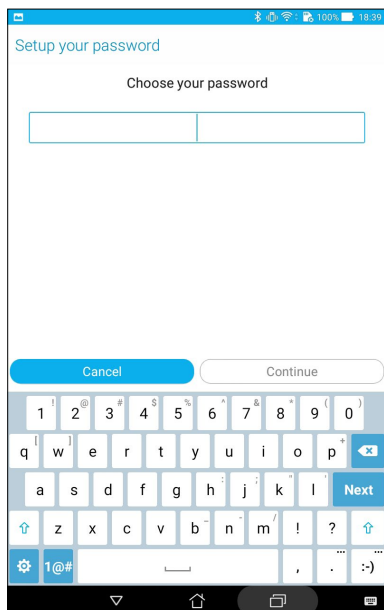 100% 18:39
Setup your password
Choose your password
Cancel Continue
1 ! 2 @ 3 # 4 $ 5 % 6 ^ 7 & 8 * 9 ( 0 )
q [ w ] e r t y u i o p +
a s d f g h : j ; k " l ' Next
z x c v b - n - m / ! ?
1@# , . ... :-) ...